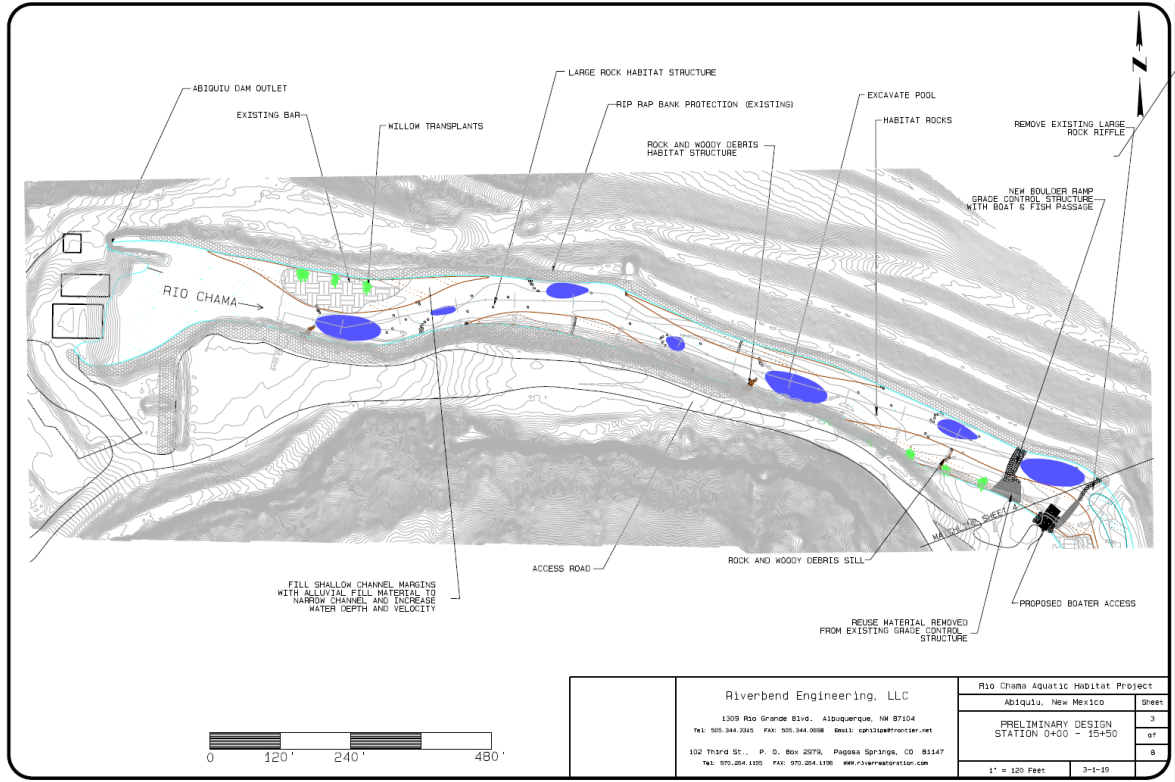 N
LARGE ROCK HABITAT STRUCTURE
ABIQUIU DAM OUTLET
EXCAVATE POOL
RIP RAP BANK PROTECTION (EXISTING)
EXISTING BAR
HABITAT ROCKS
WILLOW TRANSPLANTS
REMOVE EXISTING LARGE
ROCK RIFFLE
ROCK AND WOODY DEBRIS
HABITAT STRUCTURE
NEW BOULDER RAMP
GRADE CONTROL STRUCTURE
WITH BOAT & FISH PASSAGE
RIO CHAMA
MATCHLINE SHEET 4
ROCK AND WOODY DEBRIS SILL
ACCESS ROAD
FILL SHALLOW CHANNEL MARGINS
WITH ALLUVIAL FILL MATERIAL TO
NARROW CHANNEL AND INCREASE
WATER DEPTH AND VELOCITY
PROPOSED BOATER ACCESS
REUSE MATERIAL REMOVED
FROM EXISTING GRADE CONTROL
STRUCTURE
0 120' 240' 480'
Riverbend Engineering, LLC
1309 Rio Grande Blvd. Albuquerque, NM 87104
102 Third St., P. O. Box 2979, Pagosa Springs, CO 81147
Rio Chama Aquatic Habitat Project
Abiquiu, New Mexico
Sheet
3
of
8
PRELIMINARY DESIGN
STATION 0+00 - 15+50
1" = 120 Feet
3-1-19